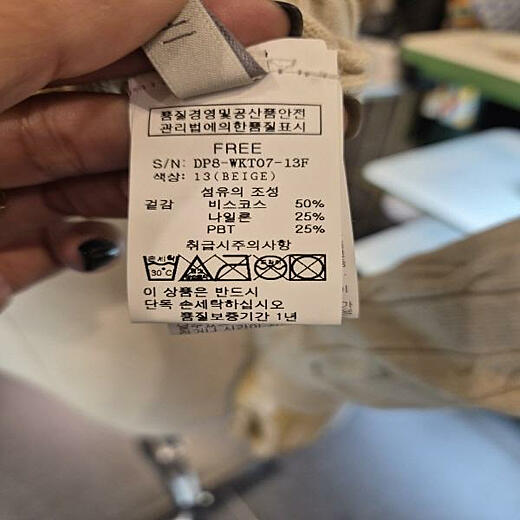 품질경영및공산품안전
관리법에의한품질표시
FREE
S/N: DP8-WKT07-13F
색상: 13(BEIGE)
섬유의 조성
겉감 비스코스 50%
나일론 25%
PBT 25%
취급시주의사항
손세탁
30°C
이 상품은 반드시
단독 손세탁하십시오
품질보증기간 1년